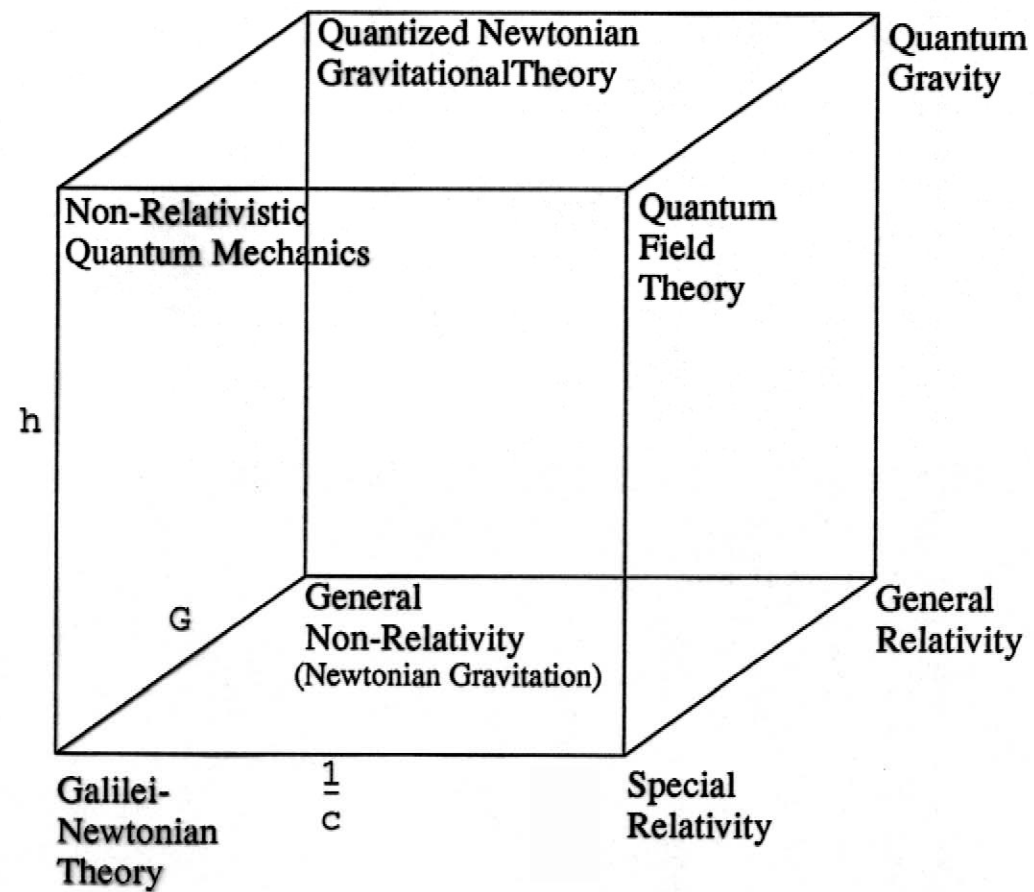 Quantized Newtonian
GravitationalTheory
Quantum
Gravity
Non-Relativistic
Quantum Mechanics
Quantum
Field
Theory
h
G
General
Non-Relativity
(Newtonian Gravitation)
General
Relativity
1
c
Galilei-
Newtonian
Theory
Special
Relativity